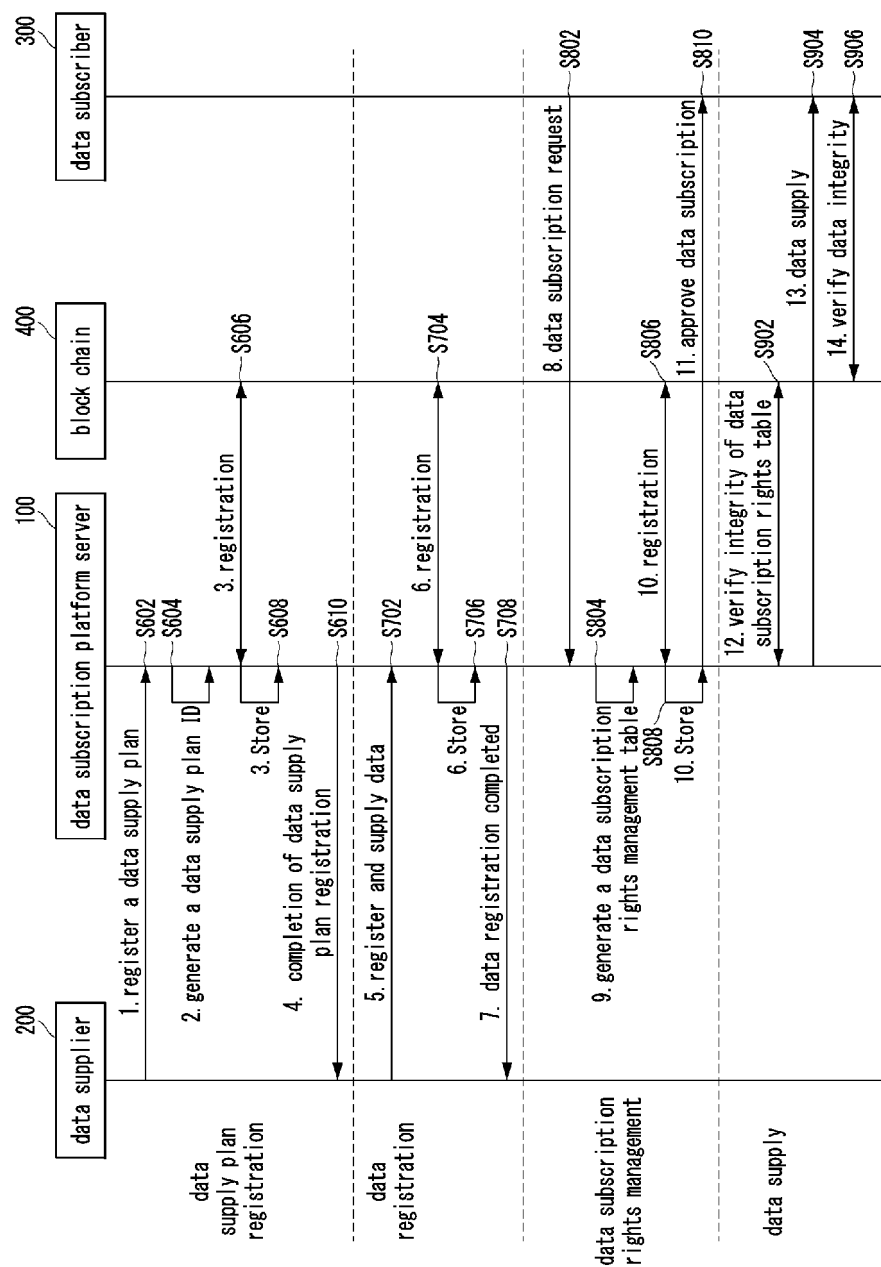 200
100
400
300
data supplier
data subscription platform server
block chain
data subscriber
data
supply plan
registration
1. register a data supply plan
S602
S604
2. generate a data supply plan ID
3. registration
S606
3. Store
S608
4. completion of data supply
plan registration
S610
data
registration
5. register and supply data
S702
6. registration
S704
6. Store
S706
7. data registration completed
S708
data subscription
rights management
8. data subscription request
S802
S804
9. generate a data subscription
rights management table
10. registration
S806
S808
10. Store
11. approve data subscription
S810
data supply
12. verify integrity of data
subscription rights table
S902
13. data supply
S904
14. verify data integrity
S906